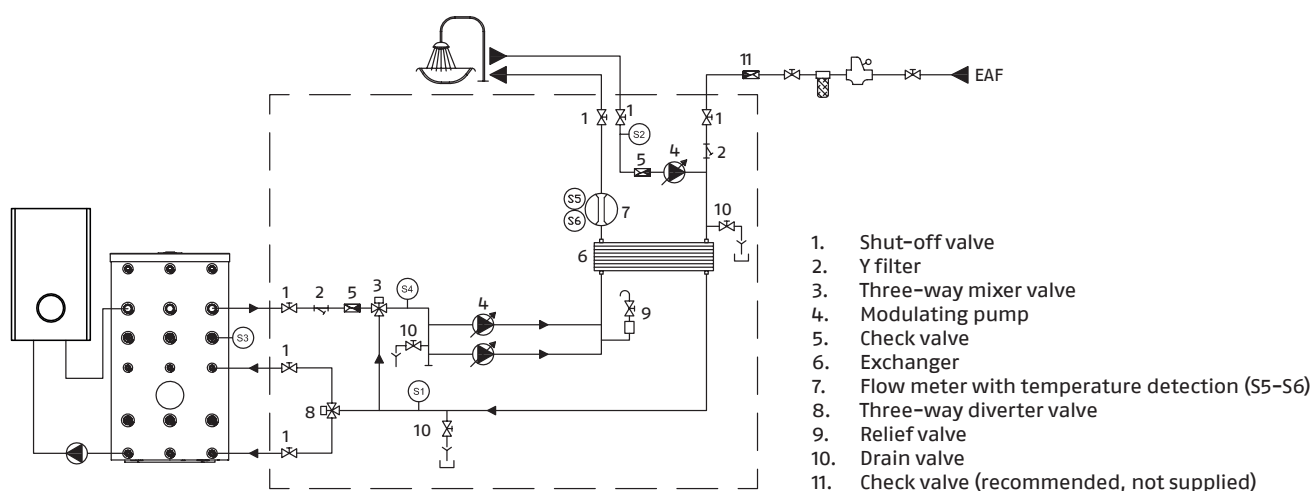 11
EAF
1
1
1
S2
2
5
4
S5
S6
7
10
6
3
1
2
5
S4
4
9
10
S3
1
S1
8
10
1
1. Shut-off valve
2. Y filter
3. Three-way mixer valve
4. Modulating pump
5. Check valve
6. Exchanger
7. Flow meter with temperature detection (S5-S6)
8. Three-way diverter valve
9. Relief valve
10. Drain valve
11. Check valve (recommended, not supplied)